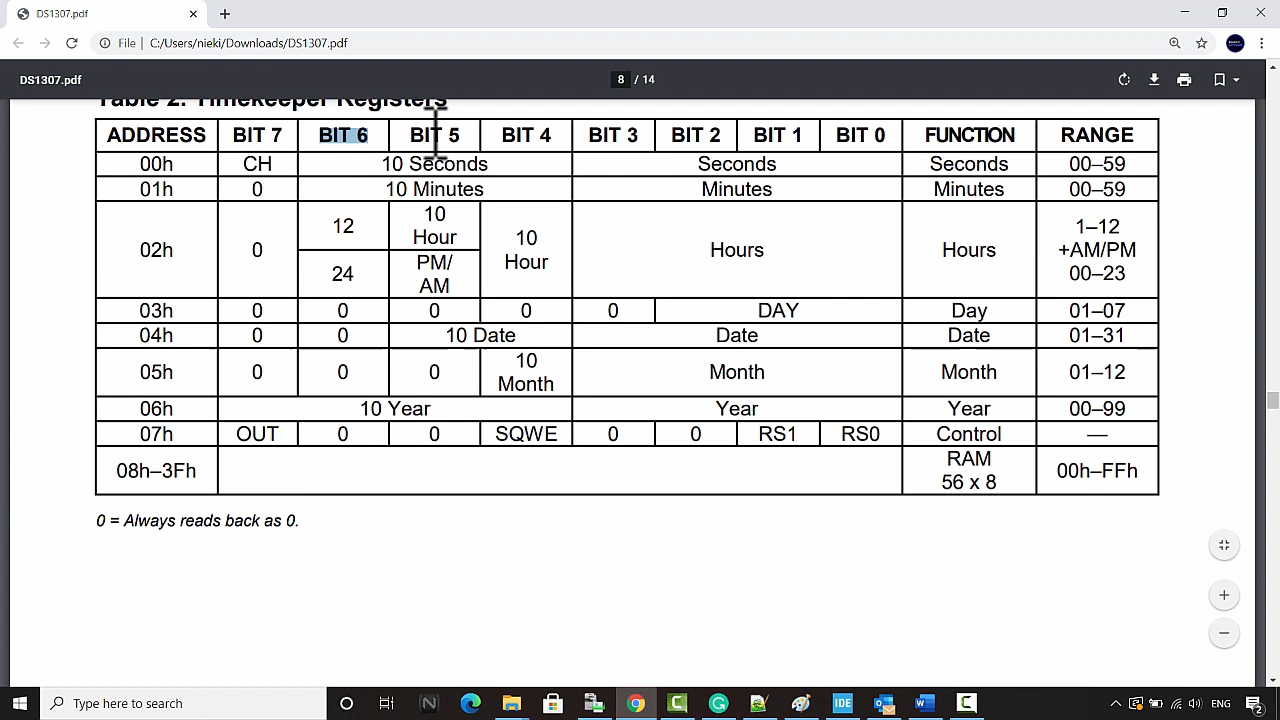 DS1307.pdf
File C:/Users/nieki/Downloads/DS1307.pdf
DS1307.pdf 8 / 14
Table 2. Timekeeper Registers
ADDRESS BIT 7 BIT 6 BIT 5 BIT 4 BIT 3 BIT 2 BIT 1 BIT 0 FUNCTION RANGE
00h CH 10 Seconds Seconds Seconds 00–59
01h 0 10 Minutes Minutes Minutes 00–59
02h 0 12 10 Hour 10 Hour Hours Hours 1–12 +AM/PM 00–23
24 PM/ AM
03h 0 0 0 0 0 DAY Day 01–07
04h 0 0 10 Date Date Date 01–31
05h 0 0 0 10 Month Month Month 01–12
06h 10 Year Year Year 00–99
07h OUT 0 0 SQWE 0 0 RS1 RS0 Control —
08h–3Fh RAM 56 x 8 00h–FFh
0 = Always reads back as 0.
Type here to search IDE ENG 2